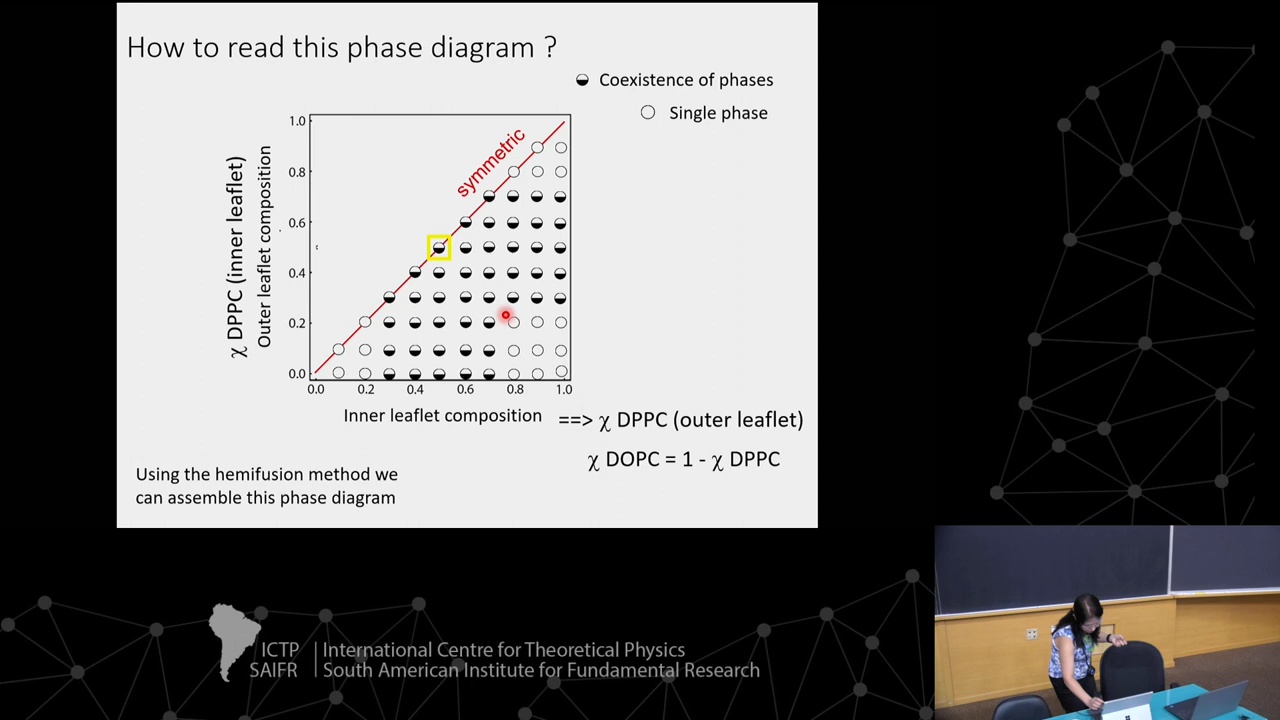 How to read this phase diagram ?
Coexistence of phases
Single phase
symmetric
χ DPPC (inner leaflet)
Outer leaflet composition
1.0
0.8
0.6
0.4
0.2
0.0
0.0 0.2 0.4 0.6 0.8 1.0
Inner leaflet composition ==> χ DPPC (outer leaflet)
χ DOPC = 1 - χ DPPC
Using the hemifusion method we
can assemble this phase diagram
ICTP International Centre for Theoretical Physics
SAIFR South American Institute for Fundamental Research